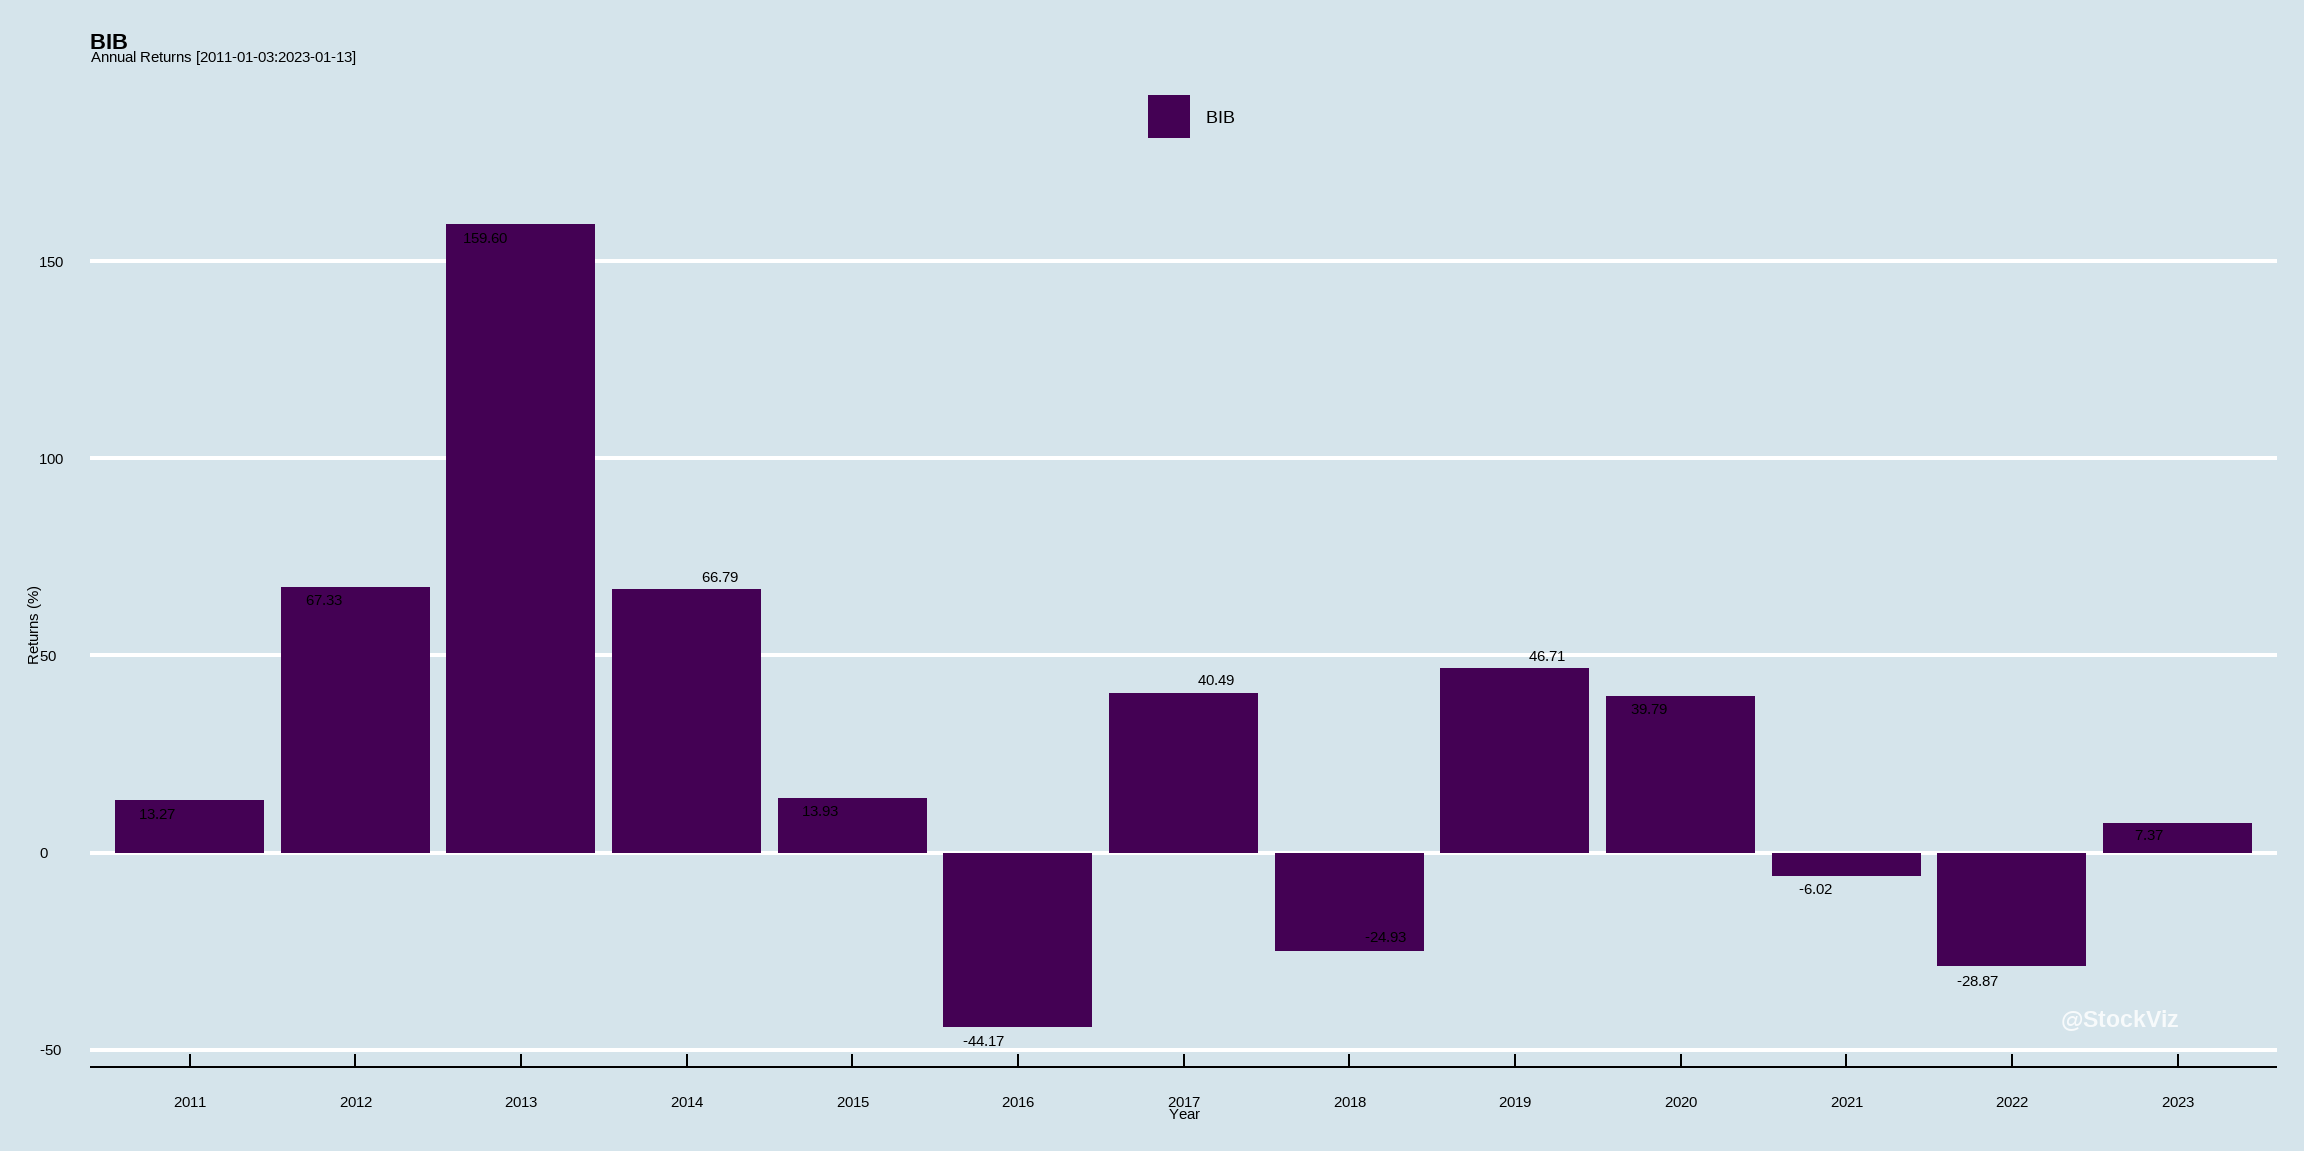 BIB
Annual Returns [2011-01-03:2023-01-13]
BIB
159.60
150
100
66.79
67.33
Returns (%)
50
46.71
40.49
39.79
13.27
13.93
7.37
0
-6.02
-24.93
-28.87
@StockViz
-44.17
-50
2011 2012 2013 2014 2015 2016 2017 2018 2019 2020 2021 2022 2023
Year